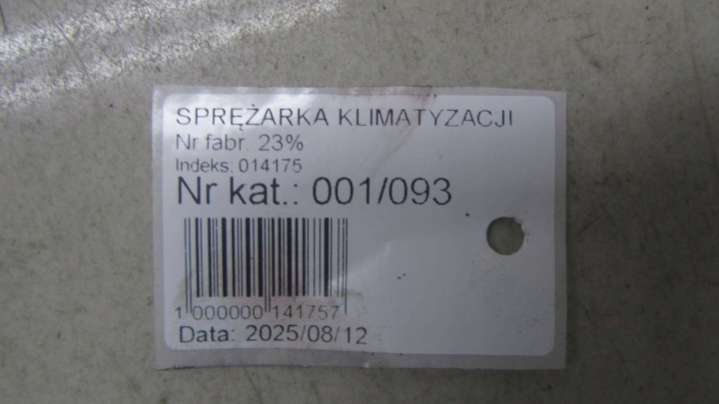 SPRĘŻARKA KLIMATYZACJI
Nr fabr. 23%
Indeks: 014175
Nr kat.: 001/093
1 000000 141757
Data: 2025/08/12